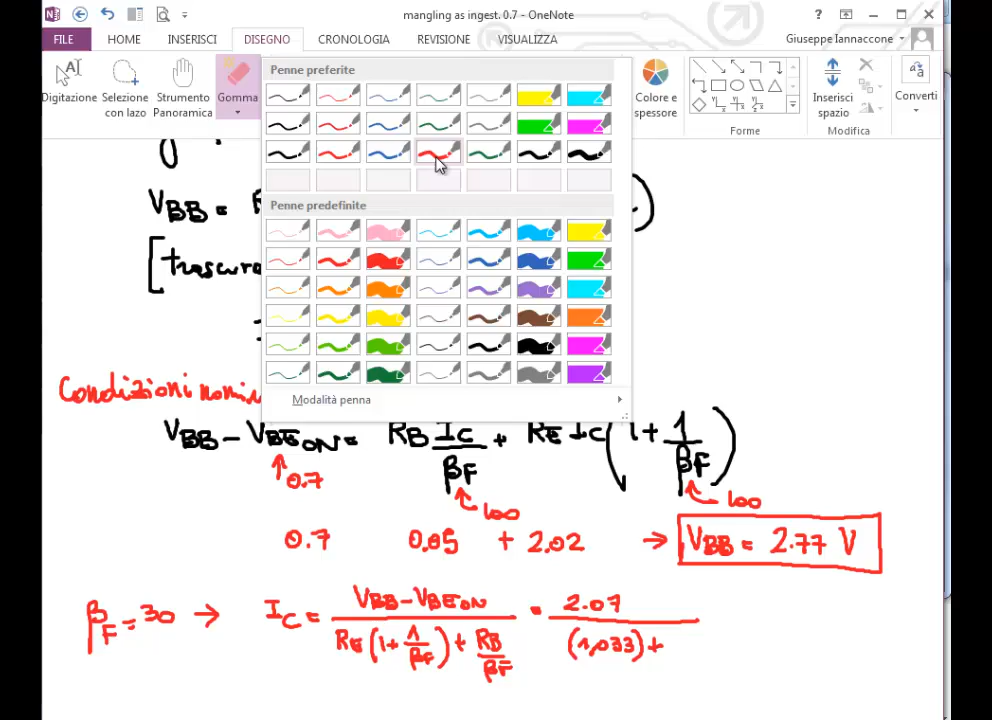 mangling as ingest. 0.7 - OneNote
FILE HOME INSERISCI DISEGNO CRONOLOGIA REVISIONE VISUALIZZA Giuseppe Iannaccone
Digitazione Selezione con lazo Strumento Panoramica Gomma
Colore e spessore
Forme
Inserisci spazio
Modifica
Converti
Penne preferite
Penne predefinite
Modalità penna
VBB =
[trascura
Condizioni nomin
VBB - VBEON = RB IC/βF + RE IC (1 + 1/βF)
0.7 100 100
0.7 0.05 + 2.02 → VBB = 2.77 V
βF = 30 → IC = (VBB - VBEON)/(RE(1+1/βF) + RB/βF) = 2.07/((1,033) +